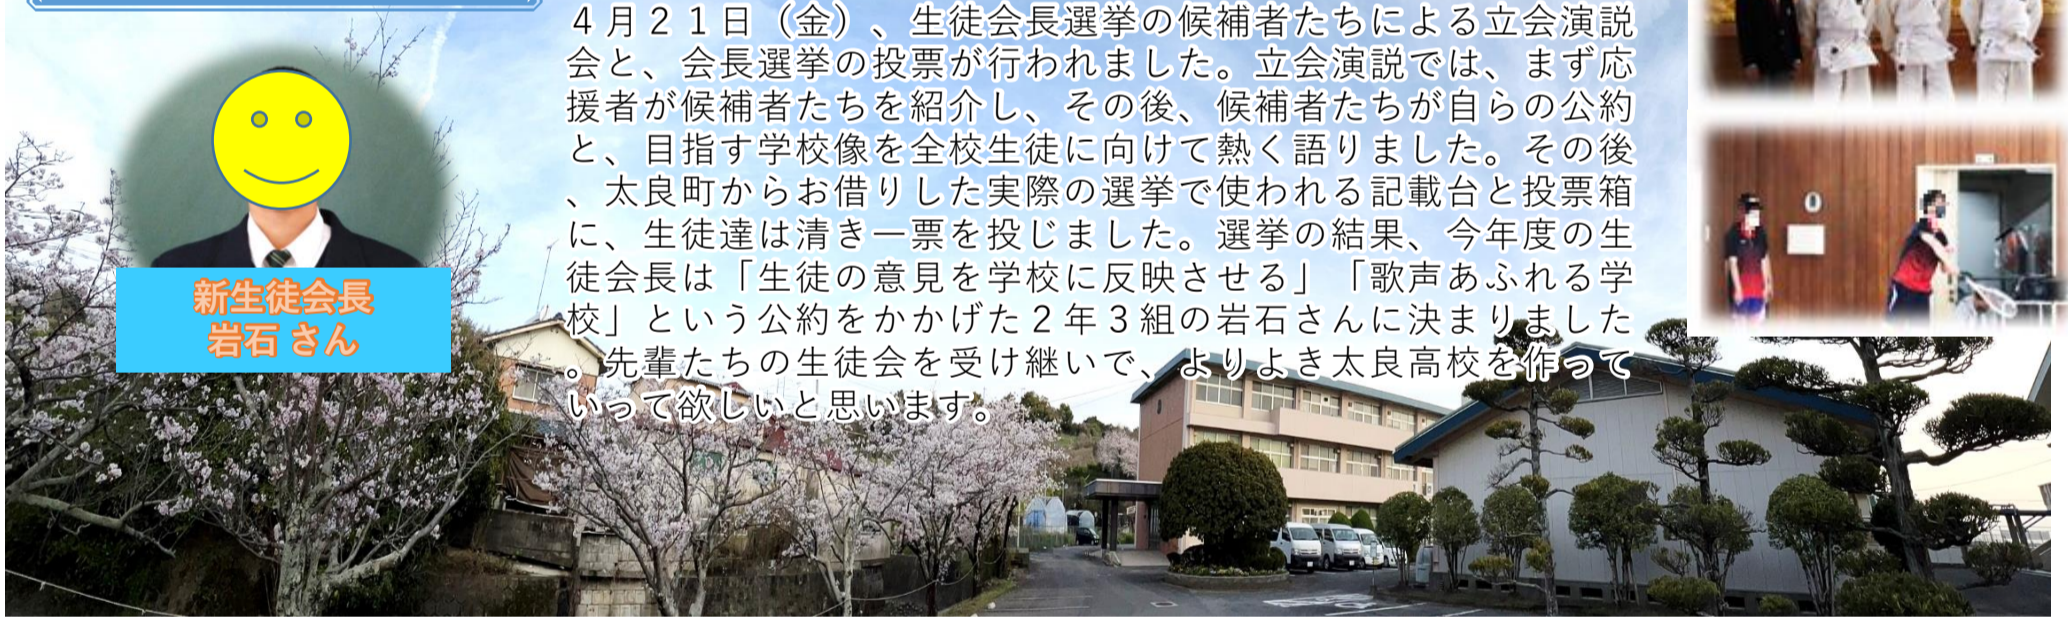 ４月２１日（金）、生徒会長選挙の候補者たちによる立会演説
会と、会長選挙の投票が行われました。立会演説では、まず応
援者が候補者たちを紹介し、その後、候補者たちが自らの公約
と、目指す学校像を全校生徒に向けて熱く語りました。その後
、太良町からお借りした実際の選挙で使われる記載台と投票箱
に、生徒達は清き一票を投じました。選挙の結果、今年度の生
徒会長は「生徒の意見を学校に反映させる」「歌声あふれる学
校」という公約をかかげた２年３組の岩石さんに決まりました
。先輩たちの生徒会を受け継いで、よりよき太良高校を作って
いって欲しいと思います。
新生徒会長
岩石 さん